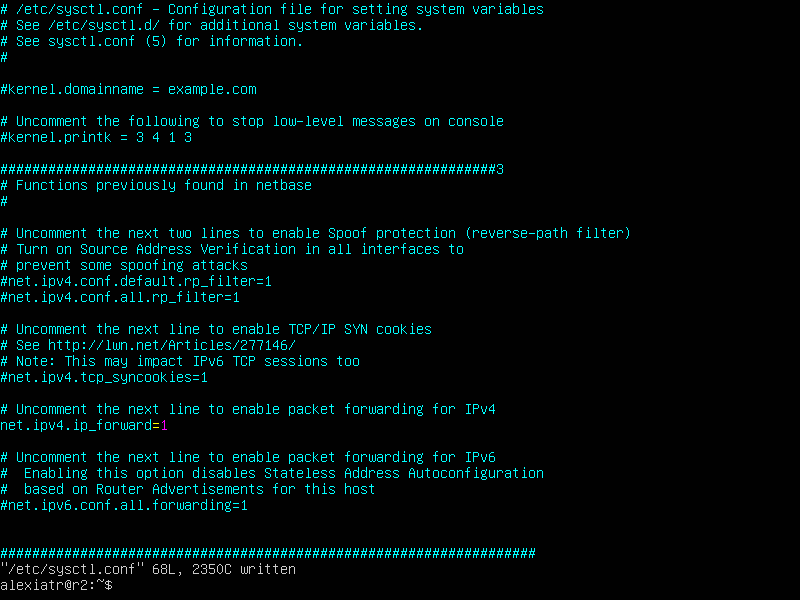 # /etc/sysctl.conf - Configuration file for setting system variables
# See /etc/sysctl.d/ for additional system variables.
# See sysctl.conf (5) for information.
#
#kernel.domainname = example.com
# Uncomment the following to stop low-level messages on console
#kernel.printk = 3 4 1 3
##############################################################3
# Functions previously found in netbase
#
# Uncomment the next two lines to enable Spoof protection (reverse-path filter)
# Turn on Source Address Verification in all interfaces to
# prevent some spoofing attacks
#net.ipv4.conf.default.rp_filter=1
#net.ipv4.conf.all.rp_filter=1
# Uncomment the next line to enable TCP/IP SYN cookies
# See http://lwn.net/Articles/277146/
# Note: This may impact IPv6 TCP sessions too
#net.ipv4.tcp_syncookies=1
# Uncomment the next line to enable packet forwarding for IPv4
net.ipv4.ip_forward=1
# Uncomment the next line to enable packet forwarding for IPv6
#  Enabling this option disables Stateless Address Autoconfiguration
#  based on Router Advertisements for this host
#net.ipv6.conf.all.forwarding=1
###################################################################
"/etc/sysctl.conf" 68L, 2350C written
alexiatr@r2:~$